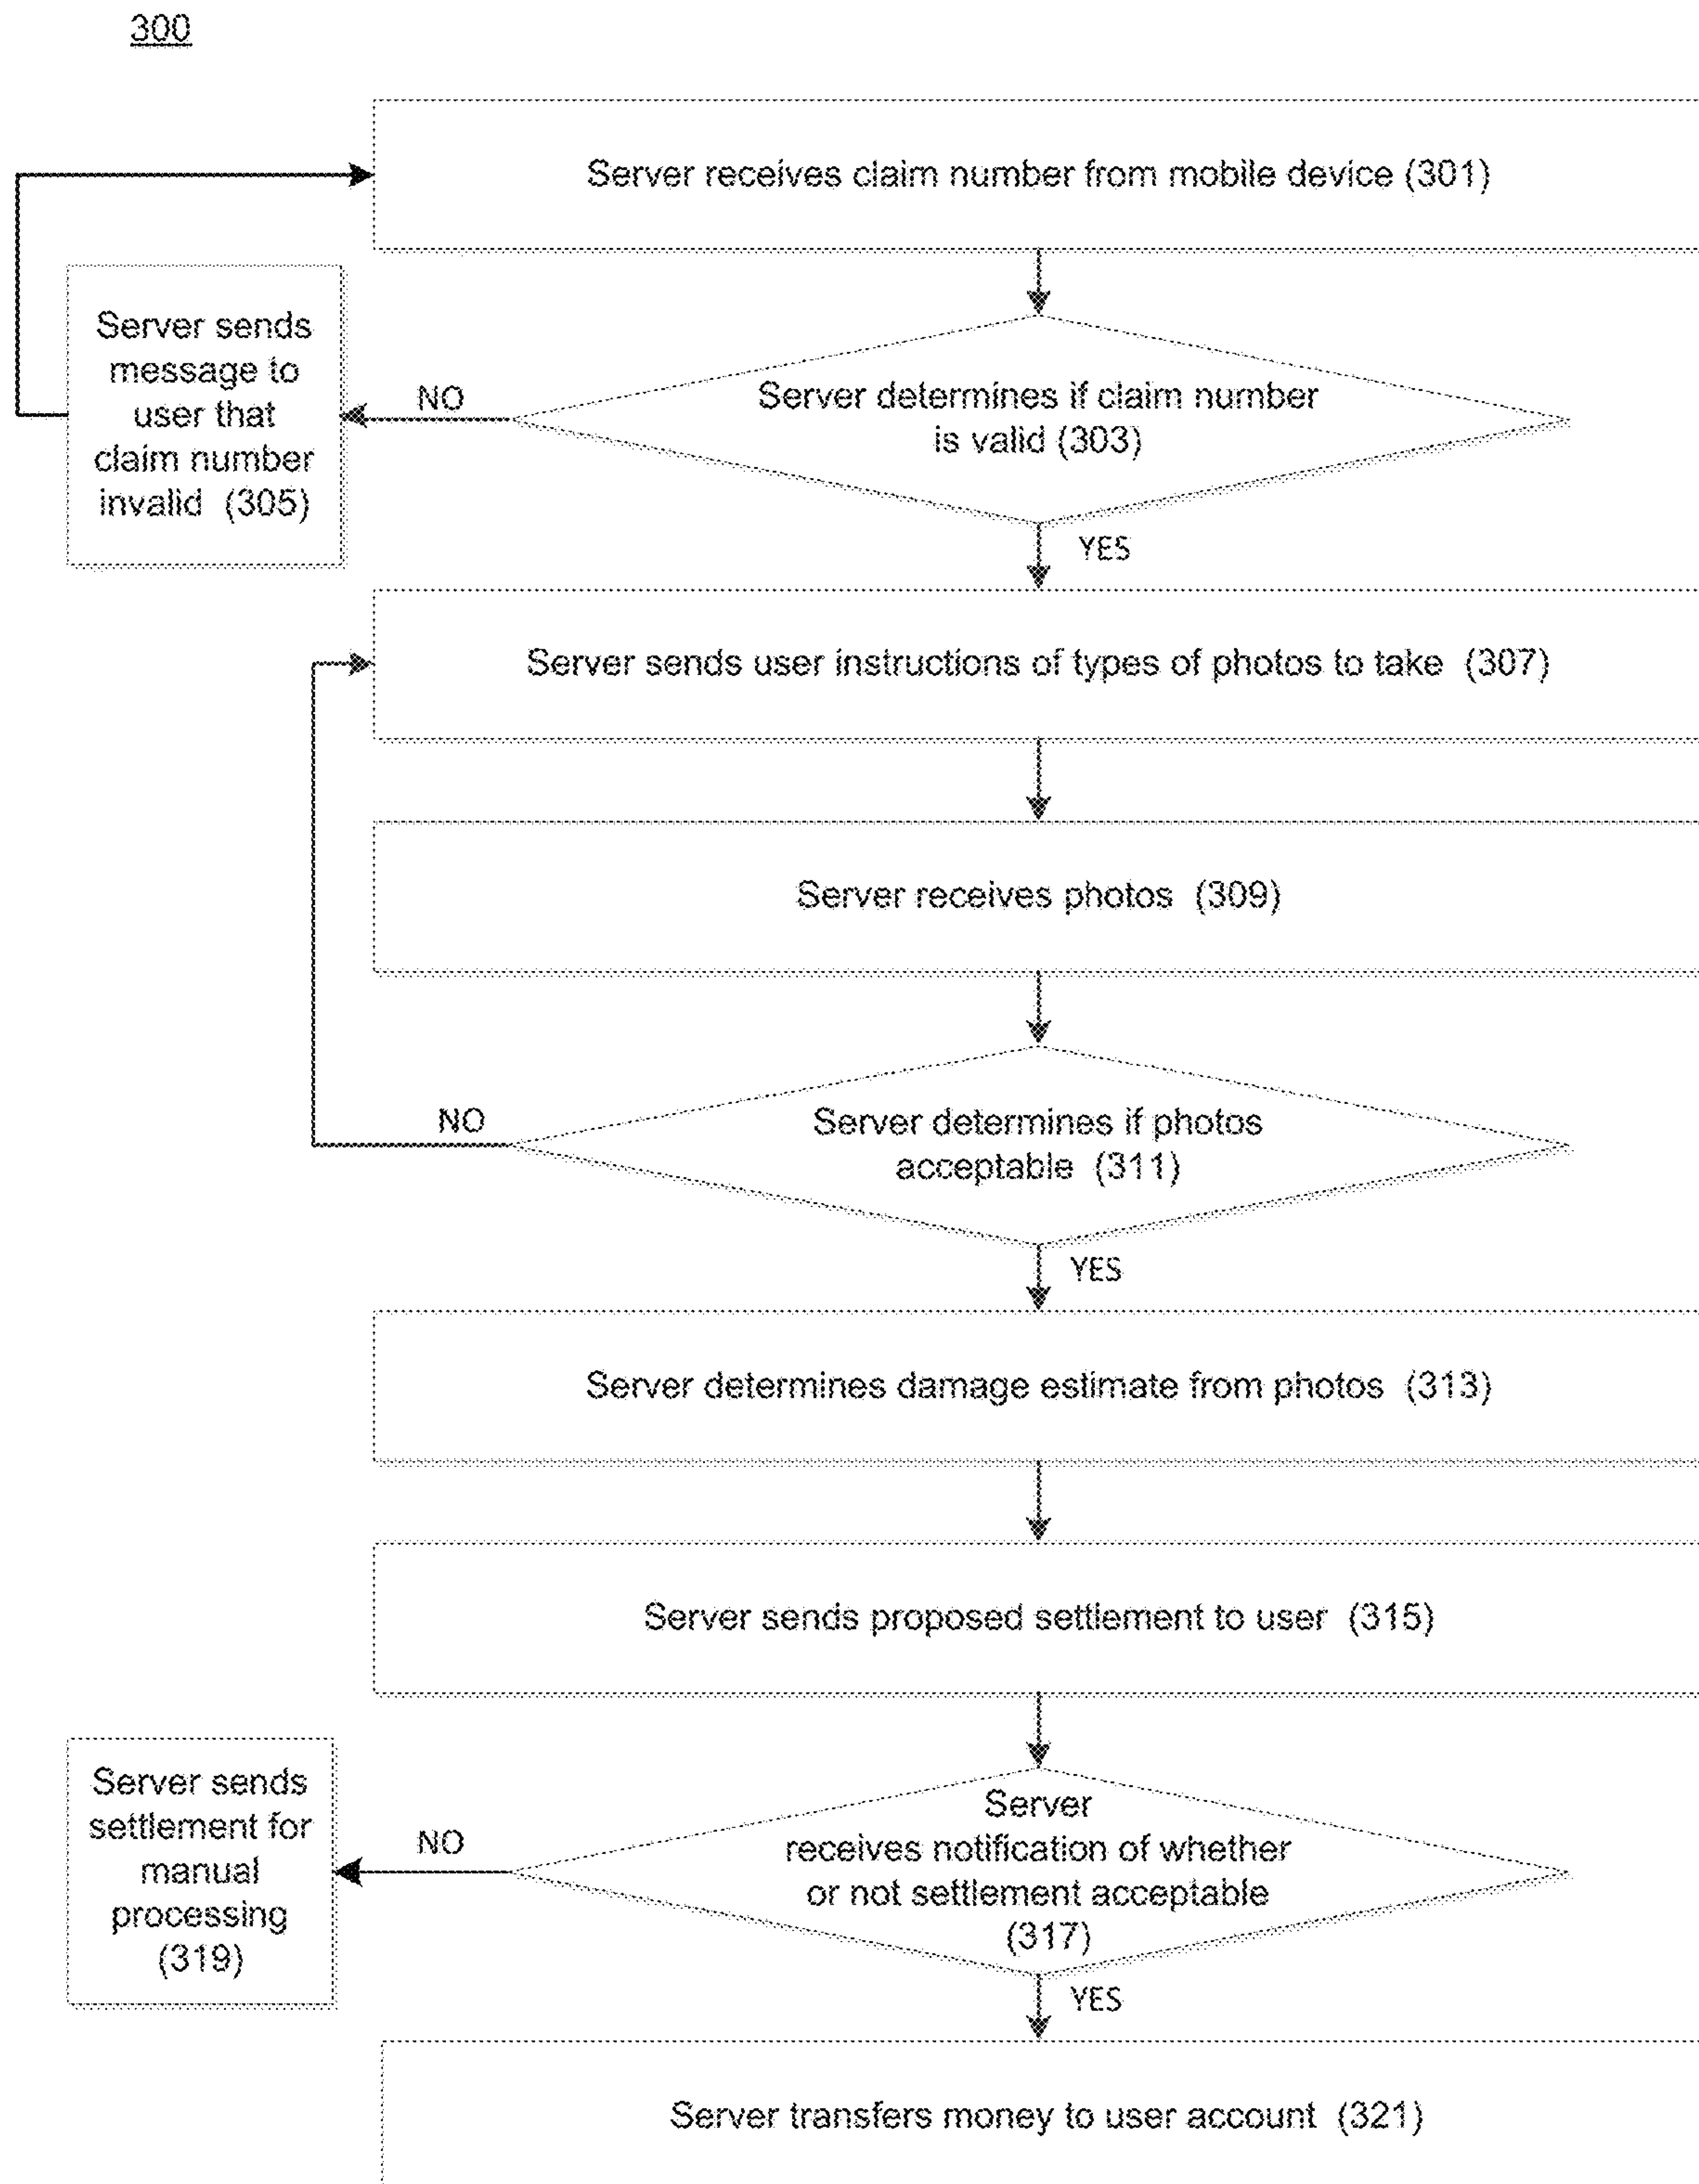 300
Server receives claim number from mobile device (301)
Server sends
message to
user that
claim number
invalid (305)
NO
Server determines if claim number
is valid (303)
YES
Server sends user instructions of types of photos to take (307)
Server receives photos (309)
NO
Server determines if photos
acceptable (311)
YES
Server determines damage estimate from photos (313)
Server sends proposed settlement to user (315)
Server sends
settlement for
manual
processing
(319)
NO
Server
receives notification of whether
or not settlement acceptable
(317)
YES
Server transfers money to user account (321)